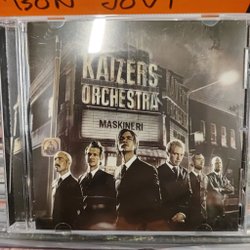 BON JOVI
KAIZERS
ORCHESTRA
MASKINERI